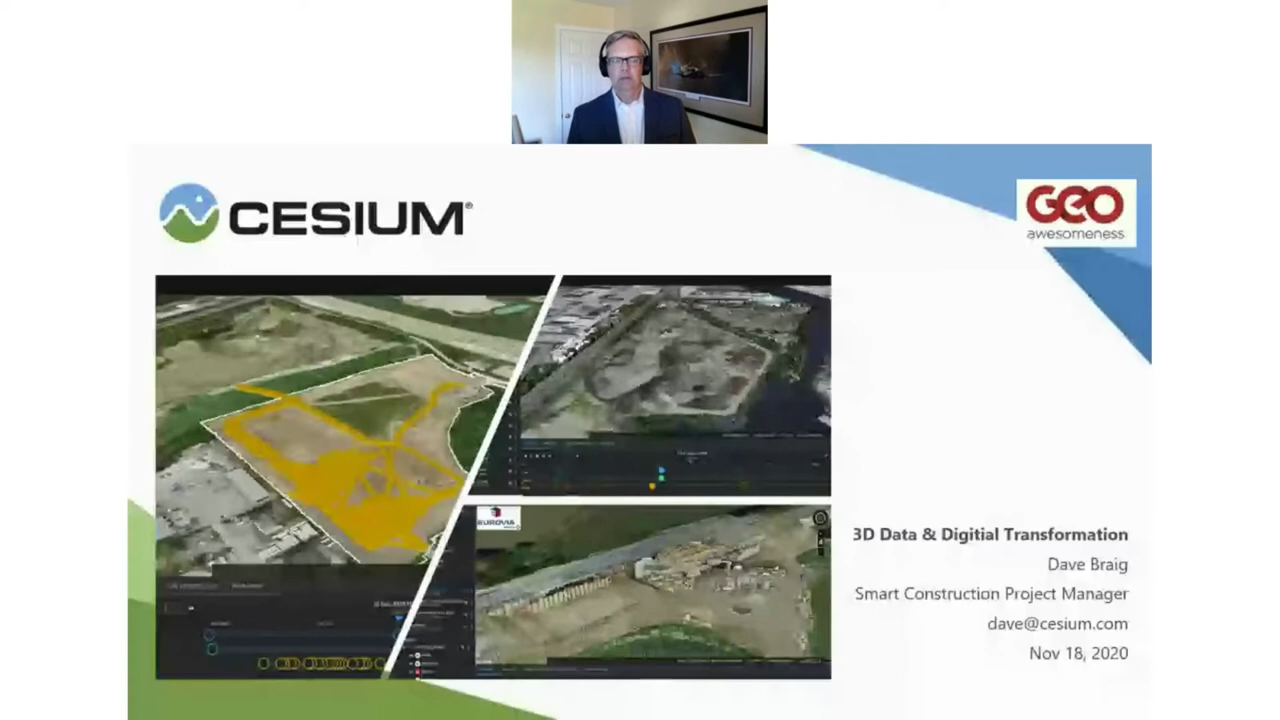 CESIUM®
GEO
awesomeness
EUROVIA
3D Data & Digitial Transformation
Dave Braig
Smart Construction Project Manager
dave@cesium.com
Nov 18, 2020